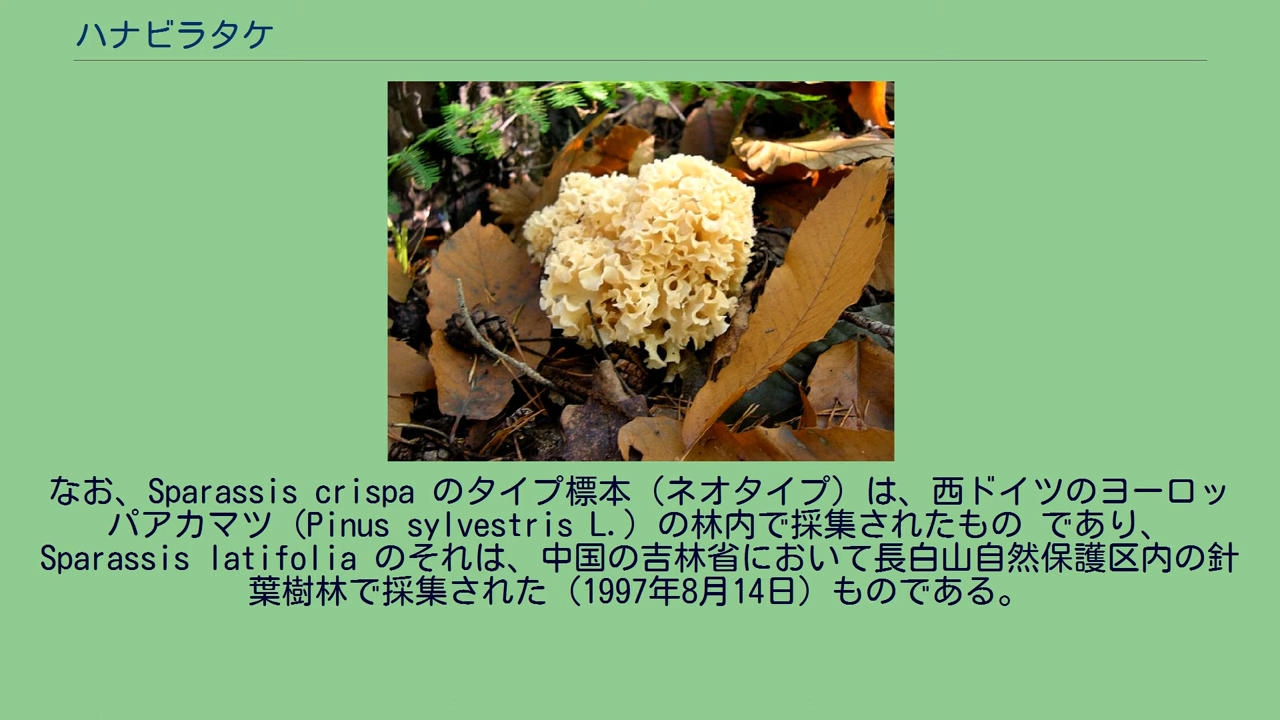 ハナビラタケ
なお、Sparassis crispa のタイプ標本（ネオタイプ）は、西ドイツのヨーロッ
パアカマツ（Pinus sylvestris L.）の林内で採集されたもの であり、
Sparassis latifolia のそれは、中国の吉林省において長白山自然保護区内の針
葉樹林で採集された（1997年8月14日）ものである。